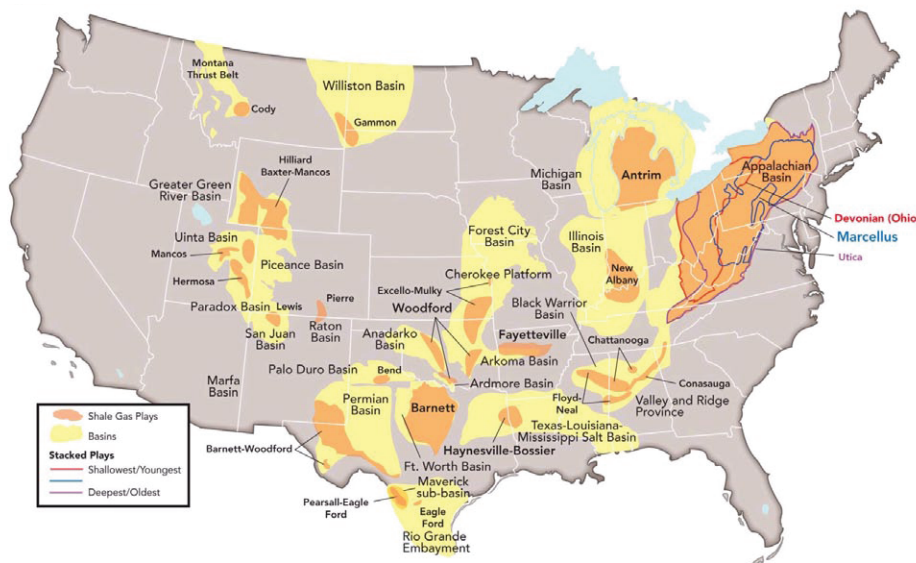 Montana
Thrust Belt
Cody
Williston Basin
Gammon
Hilliard
Baxter-Mancos
Greater Green
River Basin
Uinta Basin
Mancos
Piceance Basin
Hermosa
Paradox Basin
Lewis
Pierre
San Juan
Basin
Raton
Basin
Forest City
Basin
Cherokee Platform
Excello-Mulky
Woodford
Anadarko
Basin
Arkoma Basin
Fayetteville
Palo Duro Basin
Bend
Ardmore Basin
Marfa
Basin
Permian
Basin
Barnett
Barnett-Woodford
Ft. Worth Basin
Haynesville-Bossier
Texas-Louisiana-
Mississippi Salt Basin
Maverick
sub-basin
Pearsall-Eagle
Ford
Eagle
Ford
Rio Grande
Embayment
Michigan
Basin
Antrim
Illinois
Basin
New
Albany
Black Warrior
Basin
Chattanooga
Conasauga
Floyd-
Neal
Valley and Ridge
Province
Appalachian
Basin
Devonian (Ohio
Marcellus
Utica
Shale Gas Plays
Basins
Stacked Plays
Shallowest/Youngest
Deepest/Oldest